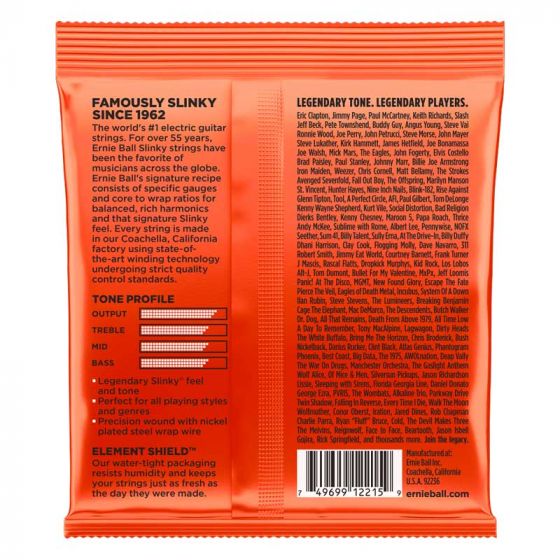 FAMOUSLY SLINKY
SINCE 1962
The world's #1 electric guitar
strings. For over 55 years,
Ernie Ball Slinky strings have
been the favorite of
musicians across the globe.
Ernie Ball's signature recipe
consists of specific gauges
and core to wrap ratios for
balanced, rich harmonics
and that signature Slinky
feel. Every string is made
in our Coachella, California
factory using state-of-
the-art winding technology
undergoing strict quality
control standards.
TONE PROFILE
OUTPUT
TREBLE
MID
BASS
• Legendary Slinky™ feel
and tone
• Perfect for all playing styles
and genres
• Precision wound with nickel
plated steel wrap wire
ELEMENT SHIELD™
Our water-tight packaging
resists humidity and keeps
your strings just as fresh as
the day they were made.
LEGENDARY TONE. LEGENDARY PLAYERS.
Eric Clapton, Jimmy Page, Paul McCartney, Keith Richards, Slash
Jeff Beck, Pete Townshend, Buddy Guy, Angus Young, Steve Vai
Ronnie Wood, Joe Perry, John Petrucci, Steve Morse, John Mayer
Steve Lukather, Kirk Hammett, James Hetfield, Joe Bonamassa
Joe Walsh, Mick Mars, The Eagles, John Fogerty, Elvis Costello
Brad Paisley, Paul Stanley, Johnny Marr, Billie Joe Armstrong
Iron Maiden, Weezer, Chris Cornell, Matt Bellamy, The Strokes
Avenged Sevenfold, Fall Out Boy, The Offspring, Marilyn Manson
St. Vincent, Hunter Hayes, Nine Inch Nails, Blink-182, Rise Against
Glenn Tipton, Tool, A Perfect Circle, AFI, Paul Gilbert, Tom DeLonge
Kenny Wayne Shepherd, Kurt Vile, Social Distortion, Bad Religion
Dierks Bentley, Kenny Chesney, Maroon 5, Papa Roach, Thrice
Andy McKee, Sublime with Rome, Albert Lee, Pennywise, NOFX
Seether, Sum 41, Billy Talent, Sully Erna, At The Drive-In, Billy Duffy
Dhani Harrison, Clay Cook, Flogging Molly, Dave Navarro, 311
Robert Smith, Jimmy Eat World, Courtney Barnett, Frank Turner
J Mascis, Rascal Flatts, Dropkick Murphys, Kid Rock, Los Lobos
Alt-J, Tom Dumont, Bullet For My Valentine, MxPx, Jeff Loomis
Panic! At The Disco, MGMT, New Found Glory, Escape The Fate
Pierce The Veil, Eagles of Death Metal, Incubus, System Of A Down
Ilan Rubin, Steve Stevens, The Lumineers, Breaking Benjamin
Cage The Elephant, Mac DeMarco, The Descendents, Butch Walker
Dr. Dog, All That Remains, Death From Above 1979, All Time Low
A Day To Remember, Tony MacAlpine, Lagwagon, Dirty Heads
The White Buffalo, Bring Me The Horizon, Chris Broderick, Bush
Nickelback, Darius Rucker, Clint Black, Atlas Genius, Phantogram
Phoenix, Best Coast, Big Data, The 1975, AWOLnation, Deap Vally
The War On Drugs, Manchester Orchestra, The Gaslight Anthem
Wolf Alice, Of Mice & Men, Silversun Pickups, Jason Richardson
Lissie, Sleeping with Sirens, Florida Georgia Line, Daniel Donato
George Ezra, PVRIS, The Wombats, Alkaline Trio, Parkway Drive
Twin Shadow, Falling In Reverse, Every Time I Die, Walk The Moon
Wolfmother, Conor Oberst, Iration, Jared Dines, Rob Chapman
Charlie Parra, Ryan "Fluff" Bruce, Cold, The Devil Makes Three
The Melvins, Reignwolf, Face to Face, Beartooth, Jason Isbell
Gojira, Rick Springfield, and thousands more. Join the legacy.
7 49699 12215 9
Manufactured at:
Ernie Ball Inc.
Coachella, California
U.S.A. 92236
ernieball.com